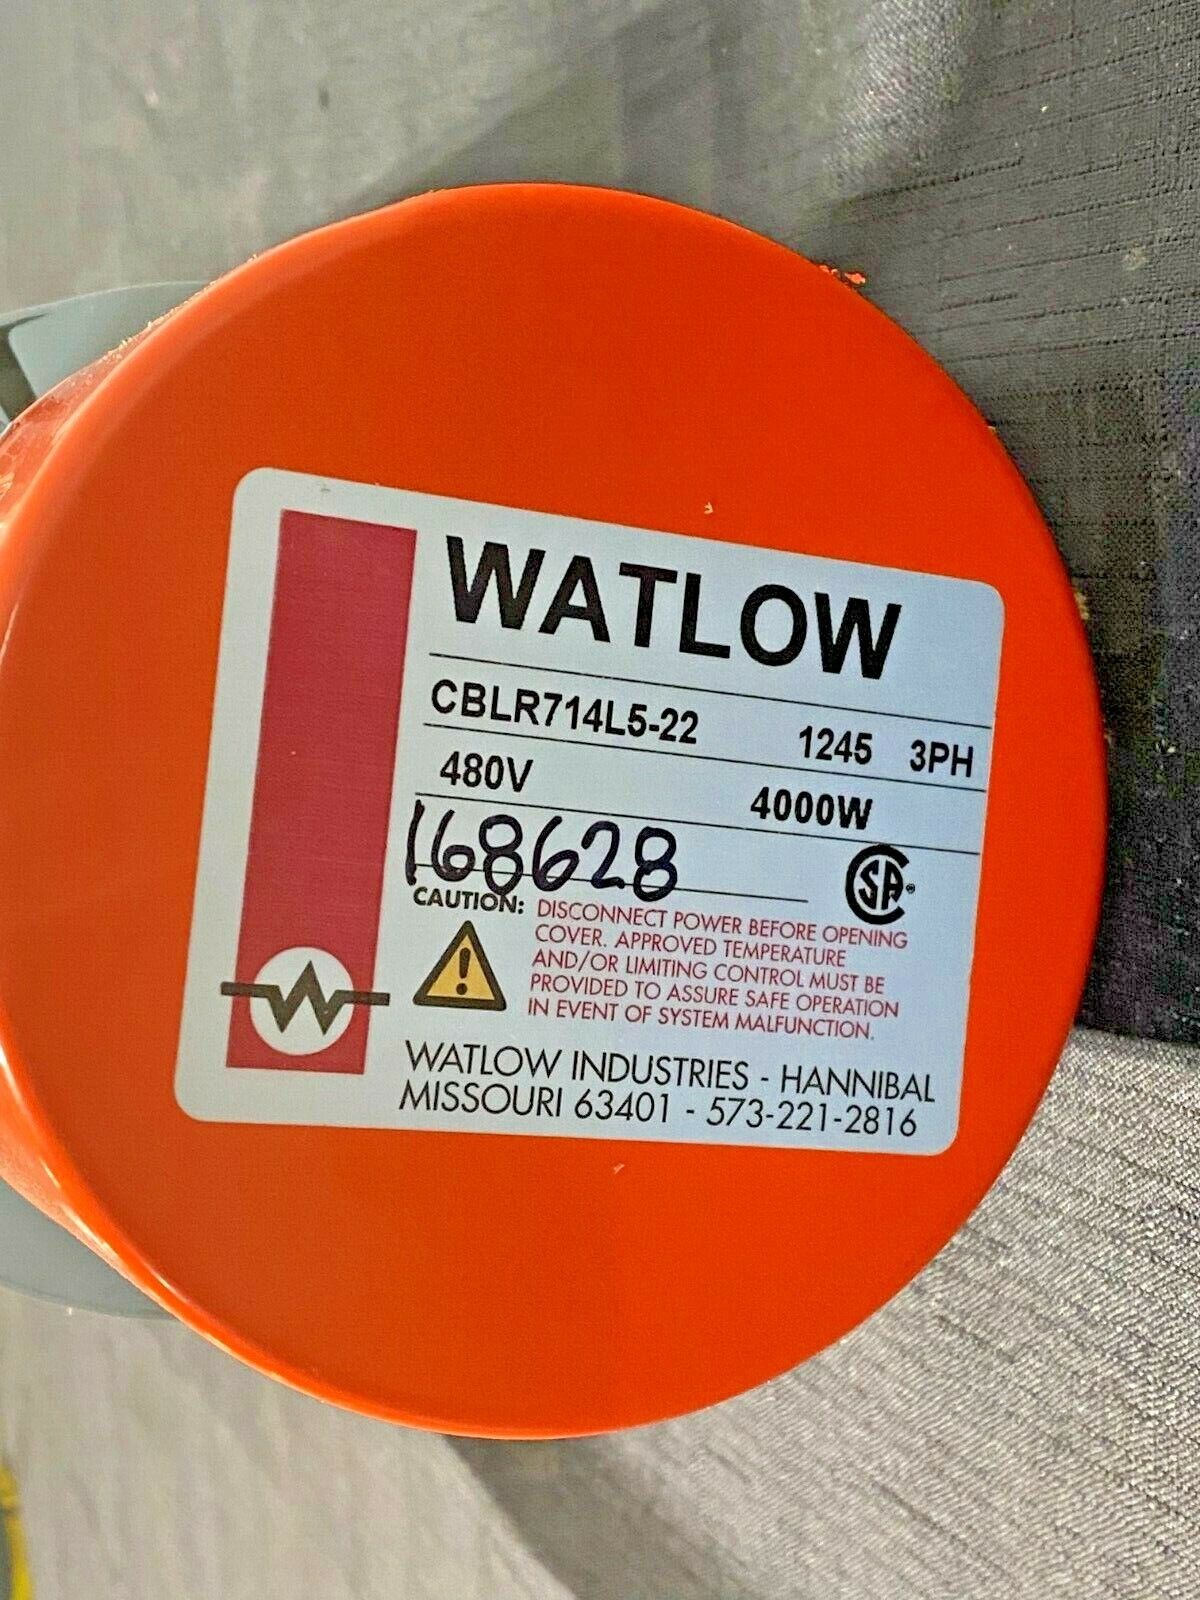 WATLOW
CBLR714L5-22 1245 3PH
480V 4000W
168628
SA
CAUTION: DISCONNECT POWER BEFORE OPENING
COVER. APPROVED TEMPERATURE
AND/OR LIMITING CONTROL MUST BE
PROVIDED TO ASSURE SAFE OPERATION
IN EVENT OF SYSTEM MALFUNCTION.
WATLOW INDUSTRIES - HANNIBAL
MISSOURI 63401 - 573-221-2816